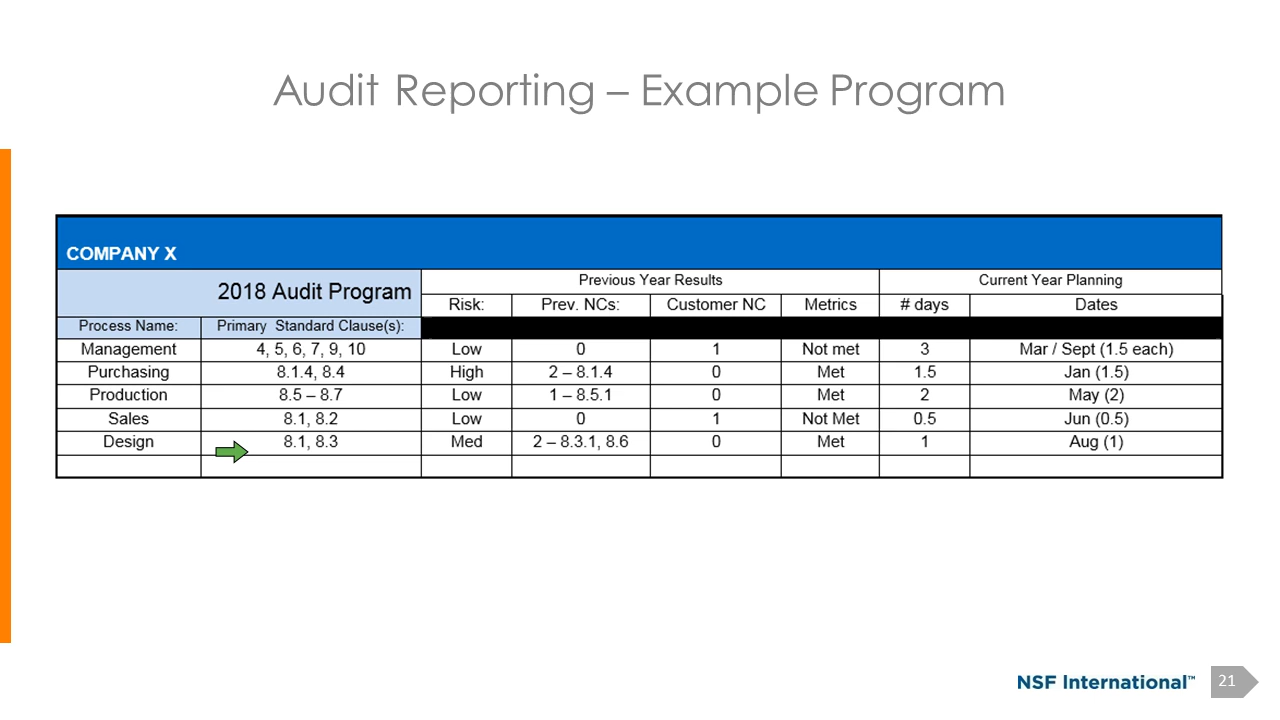 Audit Reporting – Example Program
COMPANY X
2018 Audit Program
Previous Year Results Current Year Planning
Risk: Prev. NCs: Customer NC Metrics # days Dates
Process Name: Primary Standard Clause(s):
Management 4, 5, 6, 7, 9, 10 Low 0 1 Not met 3 Mar / Sept (1.5 each)
Purchasing 8.1.4, 8.4 High 2 – 8.1.4 0 Met 1.5 Jan (1.5)
Production 8.5 – 8.7 Low 1 – 8.5.1 0 Met 2 May (2)
Sales 8.1, 8.2 Low 0 1 Not Met 0.5 Jun (0.5)
Design 8.1, 8.3 Med 2 – 8.3.1, 8.6 0 Met 1 Aug (1)
NSF International™ 21